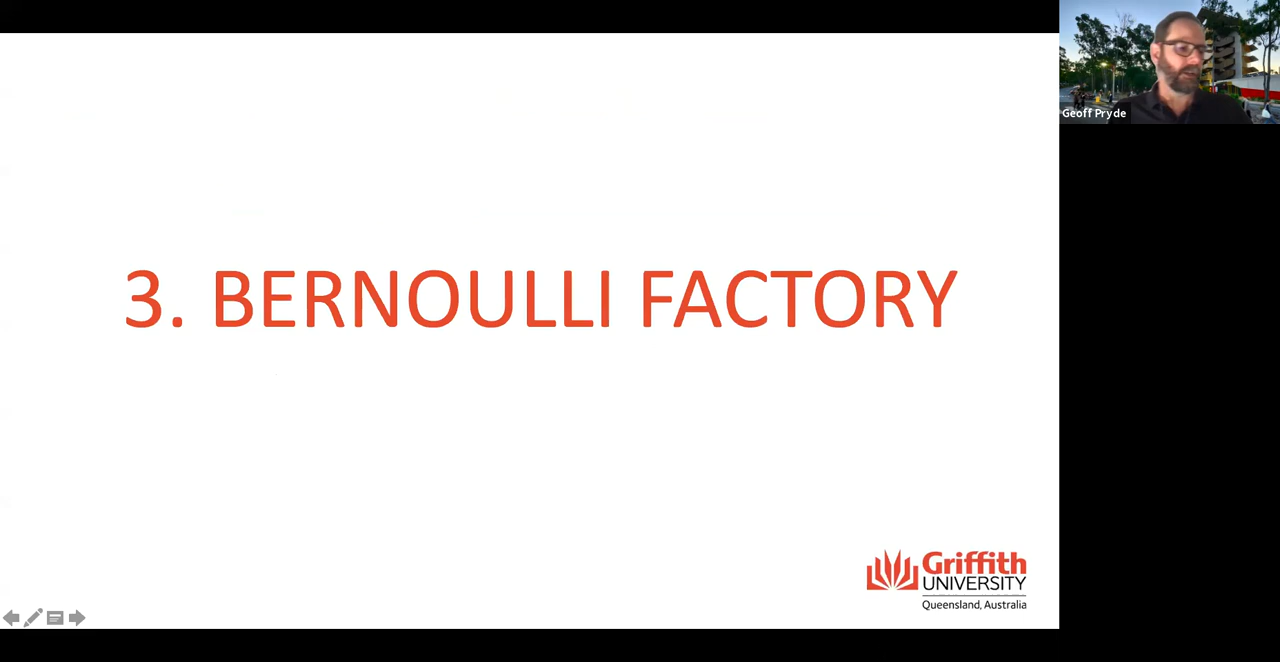 Geoff Pryde
3. BERNOULLI FACTORY
Griffith
UNIVERSITY
Queensland, Australia